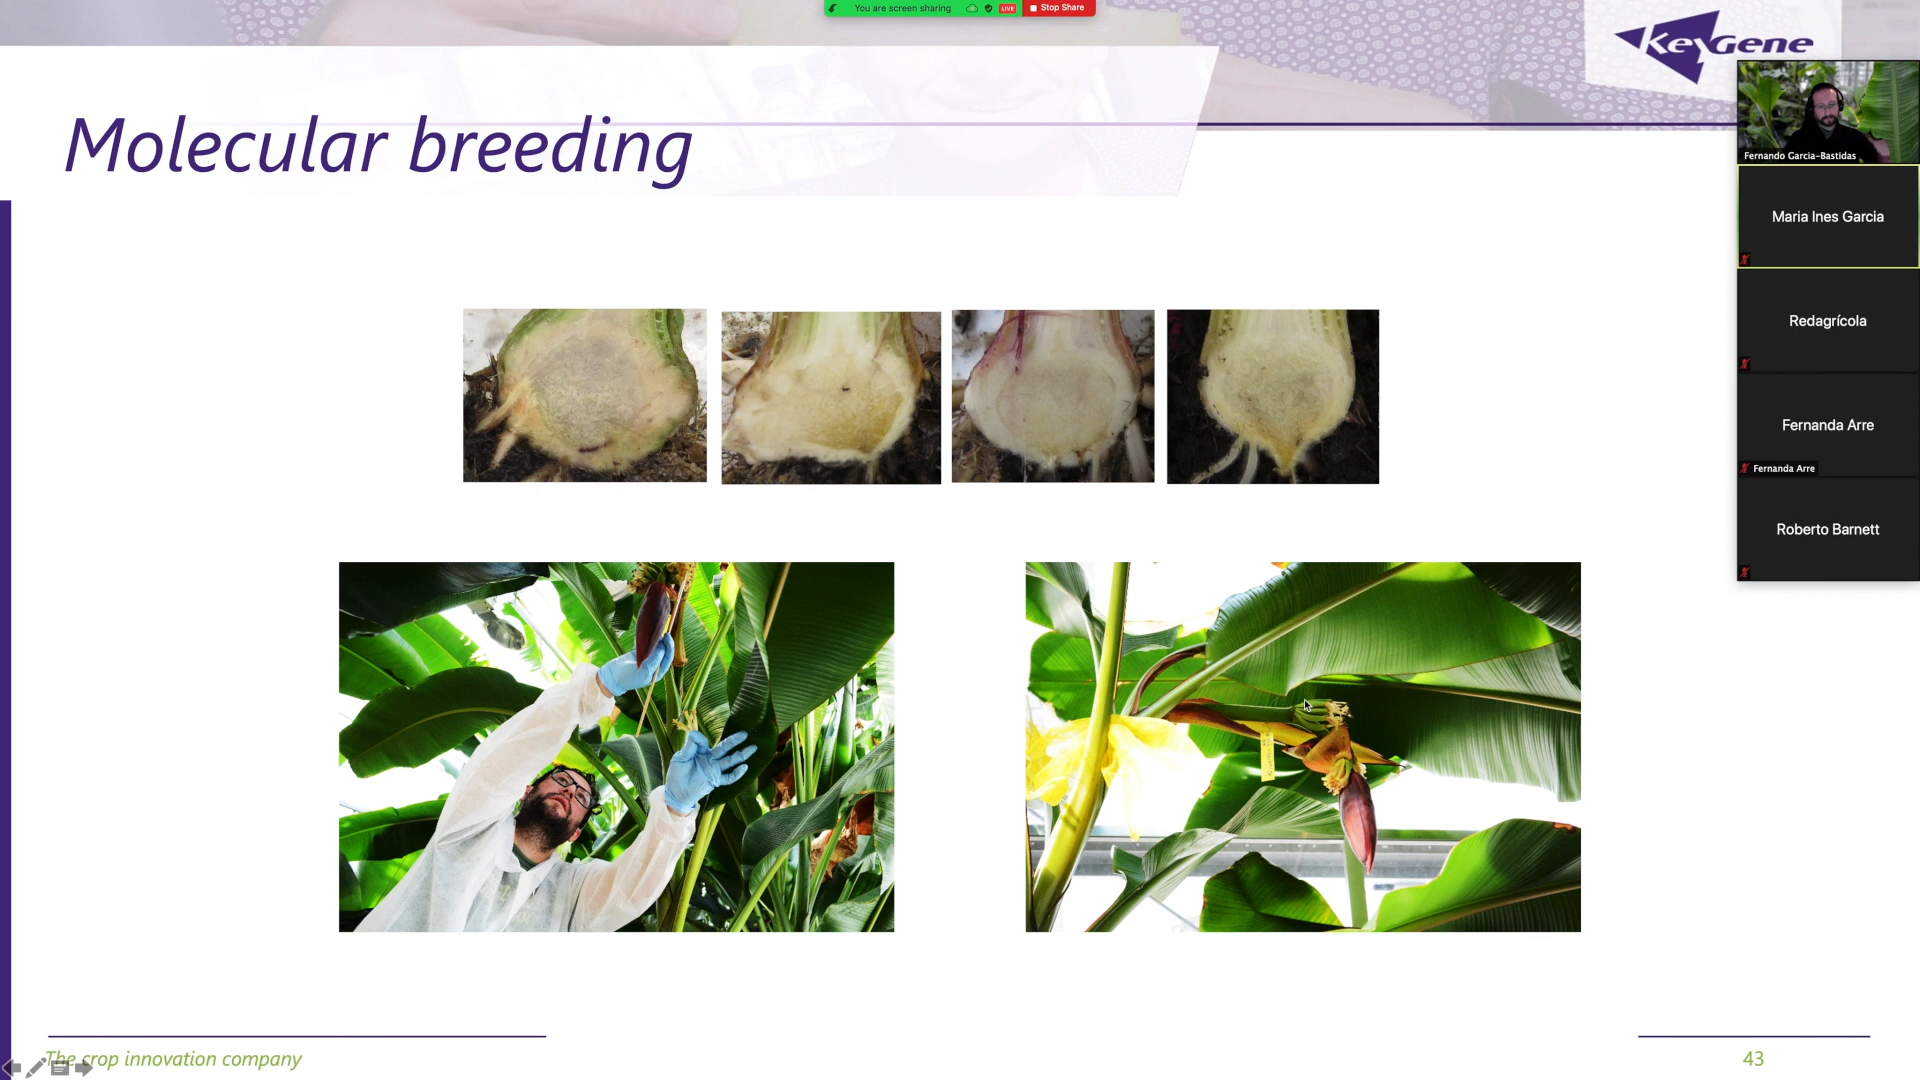 You are screen sharing
LIVE
Stop Share
KeyGene
Molecular breeding
Fernando Garcia-Bastidas
Maria Ines Garcia
Redagrícola
Fernanda Arre
Fernanda Arre
Roberto Barnett
The crop innovation company
43